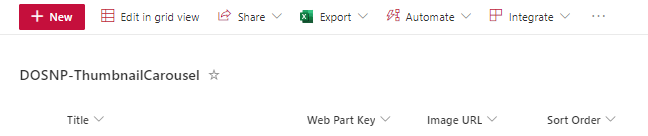 + New Edit in grid view Share Export Automate Integrate ...
DOSNP-ThumbnailCarousel
Title Web Part Key Image URL Sort Order